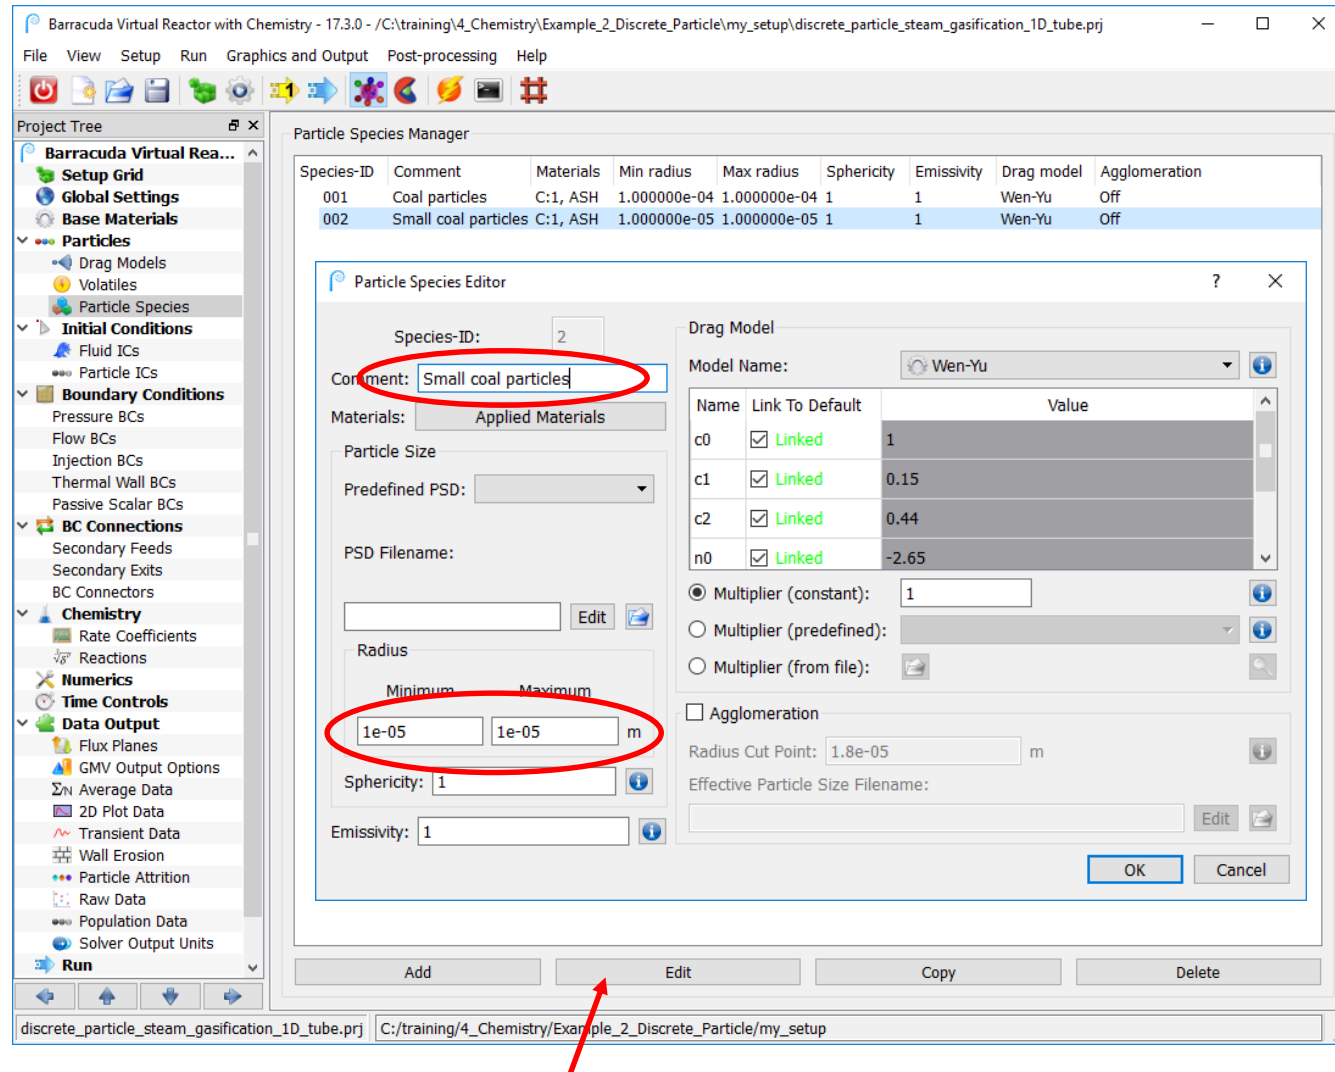 Barracuda Virtual Reactor with Chemistry - 17.3.0 - /C:\training\4_Chemistry\Example_2_Discrete_Particle\my_setup\discrete_particle_steam_gasification_1D_tube.prj
File View Setup Run Graphics and Output Post-processing Help
Project Tree
Barracuda Virtual Rea...
Setup Grid
Global Settings
Base Materials
Particles
Drag Models
Volatiles
Particle Species
Initial Conditions
Fluid ICs
Particle ICs
Boundary Conditions
Pressure BCs
Flow BCs
Injection BCs
Thermal Wall BCs
Passive Scalar BCs
BC Connections
Secondary Feeds
Secondary Exits
BC Connectors
Chemistry
Rate Coefficients
Reactions
Numerics
Time Controls
Data Output
Flux Planes
GMV Output Options
Average Data
2D Plot Data
Transient Data
Wall Erosion
Particle Attrition
Raw Data
Population Data
Solver Output Units
Run
Particle Species Manager
Species-ID Comment Materials Min radius Max radius Sphericity Emissivity Drag model Agglomeration
001 Coal particles C:1, ASH 1.000000e-04 1.000000e-04 1 1 Wen-Yu Off
002 Small coal particles C:1, ASH 1.000000e-05 1.000000e-05 1 1 Wen-Yu Off
Particle Species Editor ?
Species-ID: 2
Comment: Small coal particles
Materials: Applied Materials
Particle Size
Predefined PSD:
PSD Filename:
Edit
Radius
Minimum Maximum
1e-05 1e-05 m
Sphericity: 1
Emissivity: 1
Drag Model
Model Name: Wen-Yu
Name Link To Default Value
c0 Linked 1
c1 Linked 0.15
c2 Linked 0.44
n0 Linked -2.65
Multiplier (constant): 1
Multiplier (predefined):
Multiplier (from file):
Agglomeration
Radius Cut Point: 1.8e-05 m
Effective Particle Size Filename:
Edit
OK Cancel
Add Edit Copy Delete
discrete_particle_steam_gasification_1D_tube.prj C:/training/4_Chemistry/Example_2_Discrete_Particle/my_setup